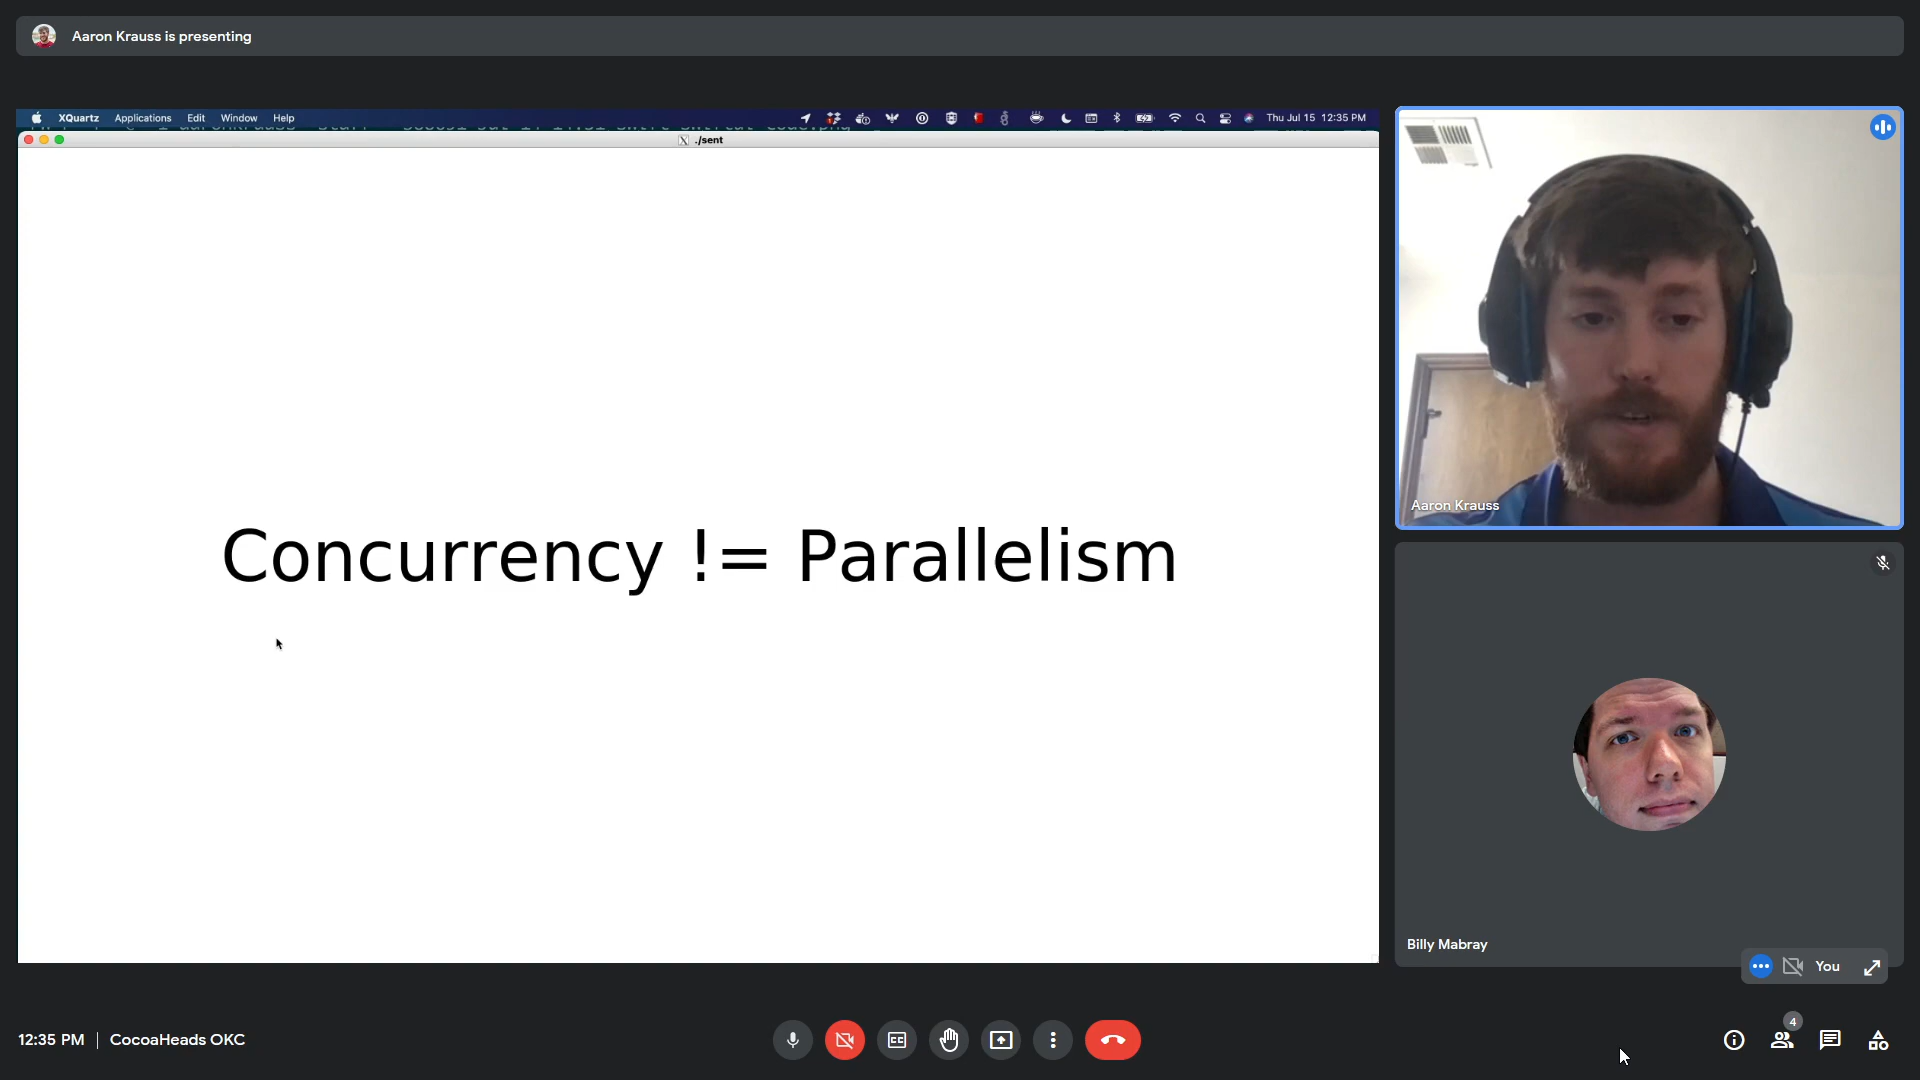 Aaron Krauss is presenting
XQuartz Applications Edit Window Help
Thu Jul 15 12:35 PM
./sent
Concurrency != Parallelism
Aaron Krauss
Billy Mabray
You
12:35 PM | CocoaHeads OKC
4